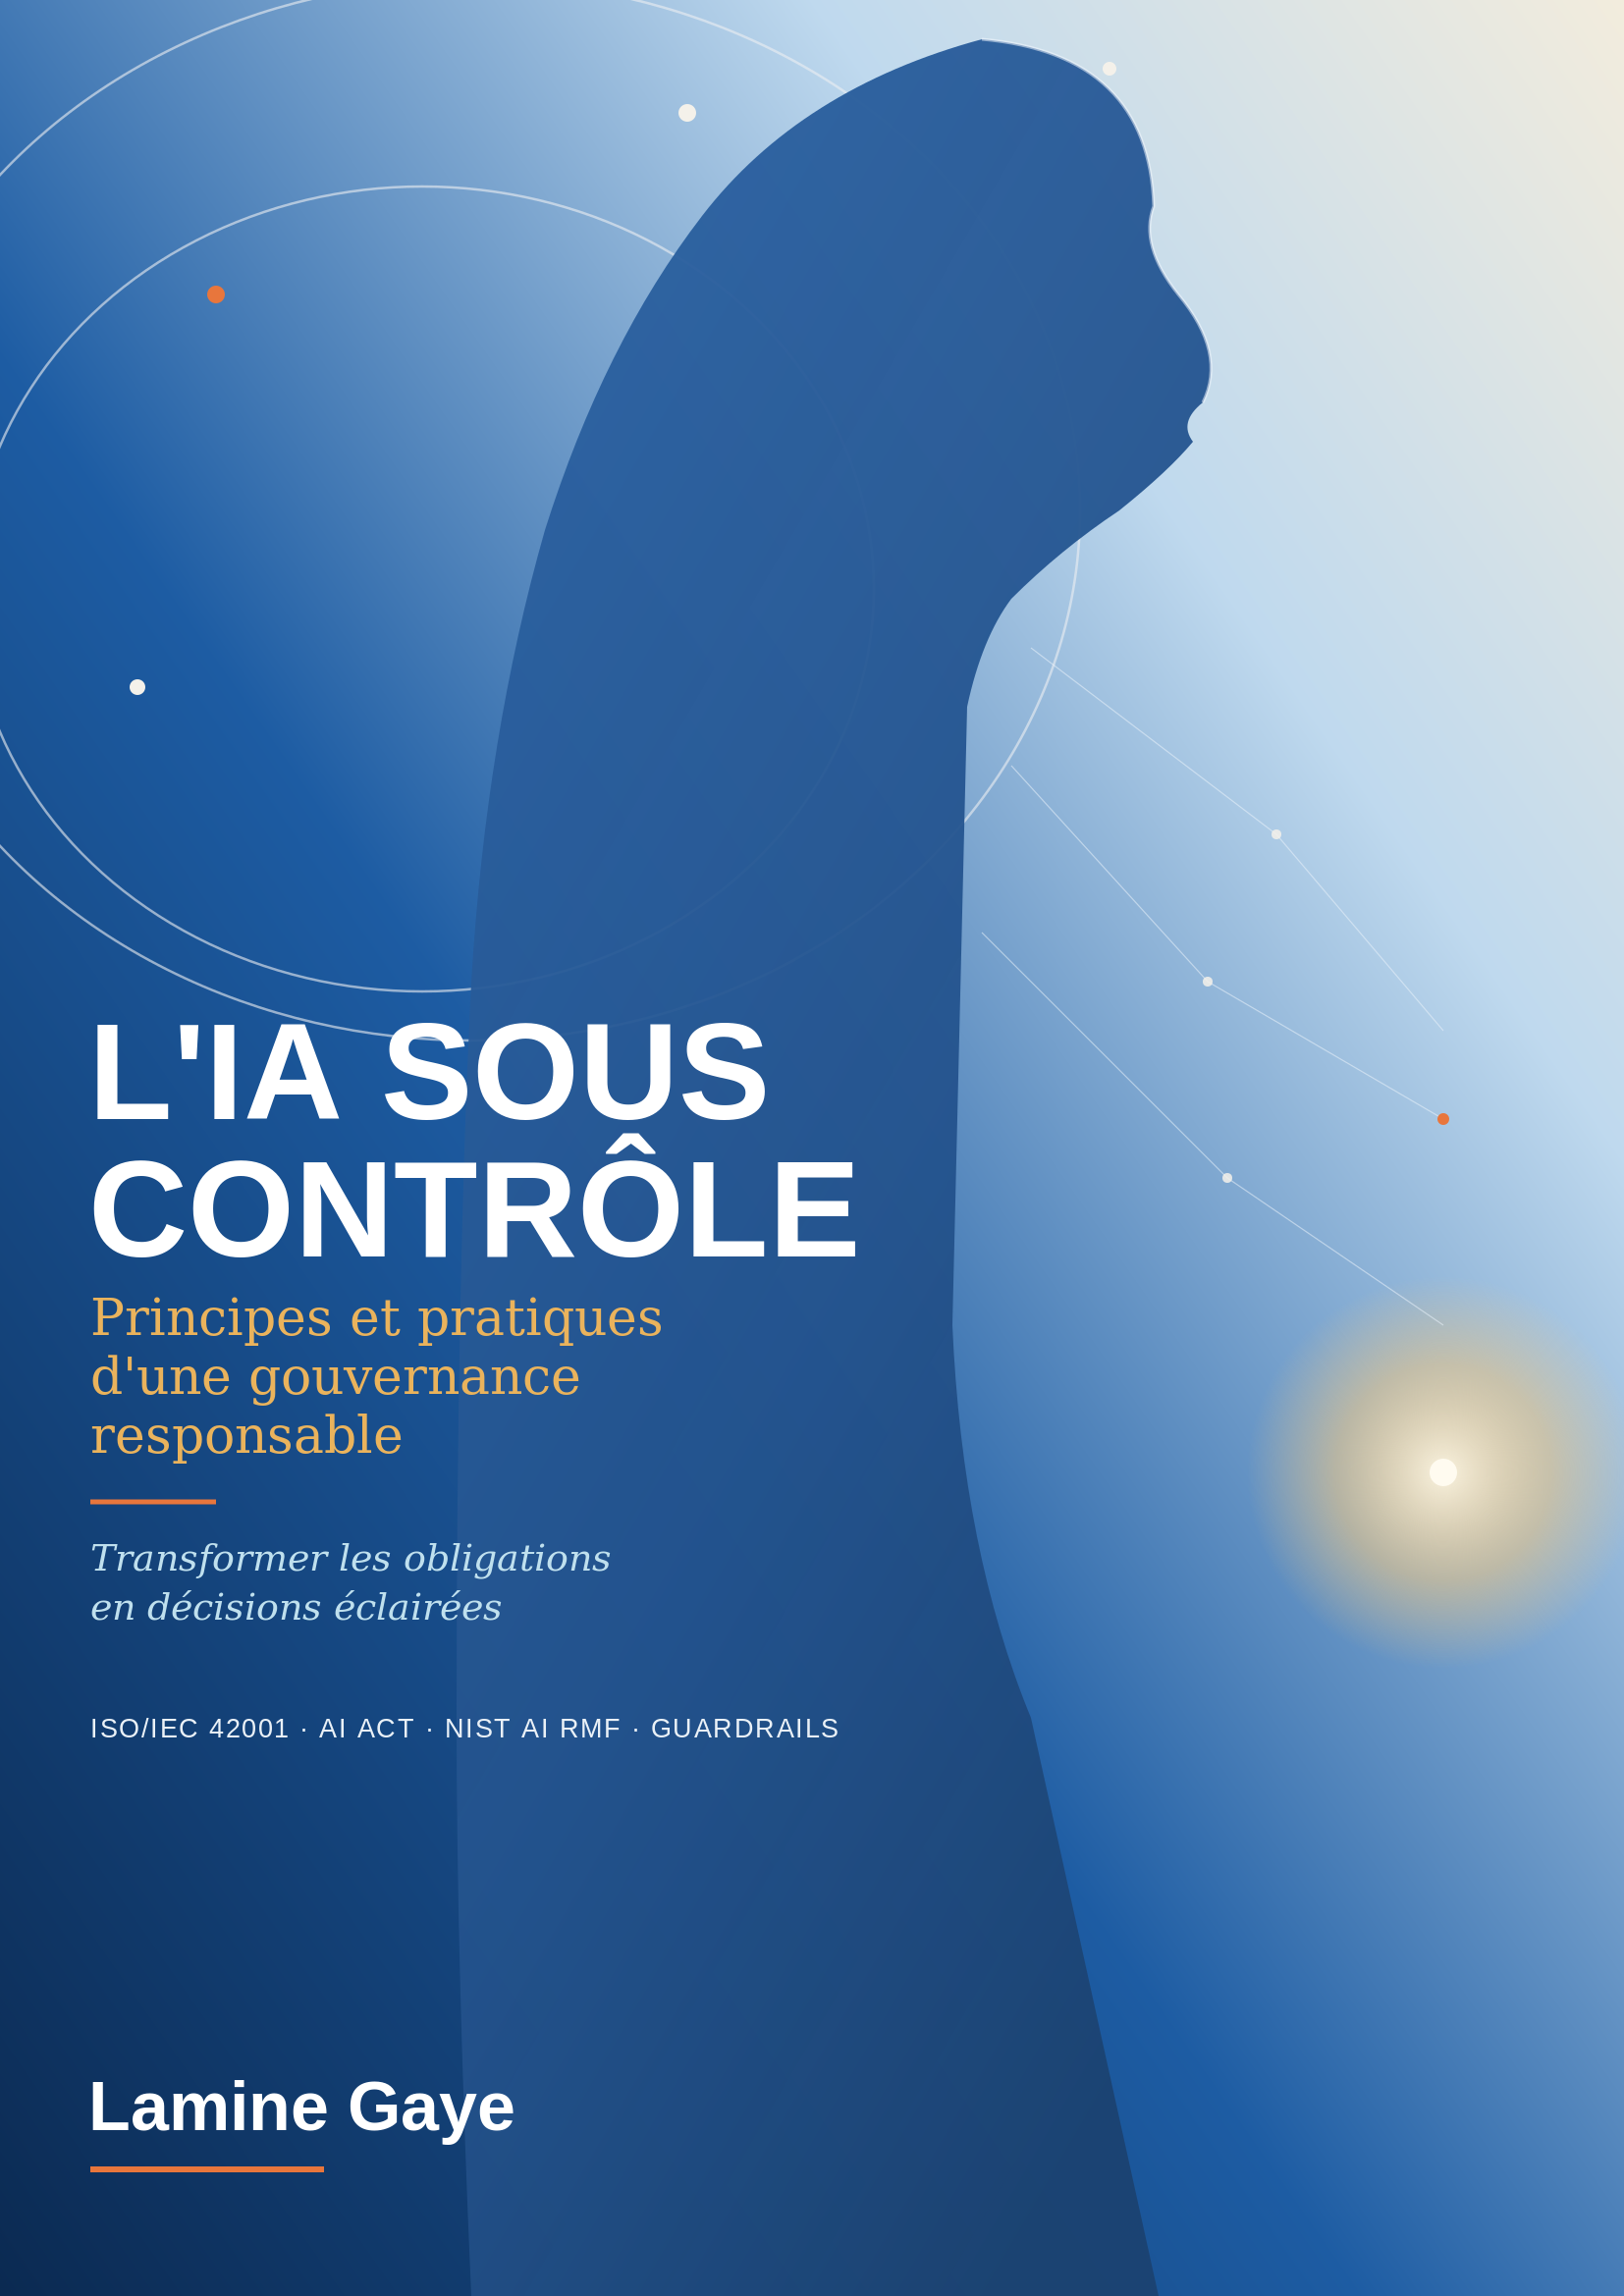 L'IA SOUS
CONTRÔLE
Principes et pratiques
d'une gouvernance
responsable
Transformer les obligations
en décisions éclairées
ISO/IEC 42001 · AI ACT · NIST AI RMF · GUARDRAILS
Lamine Gaye